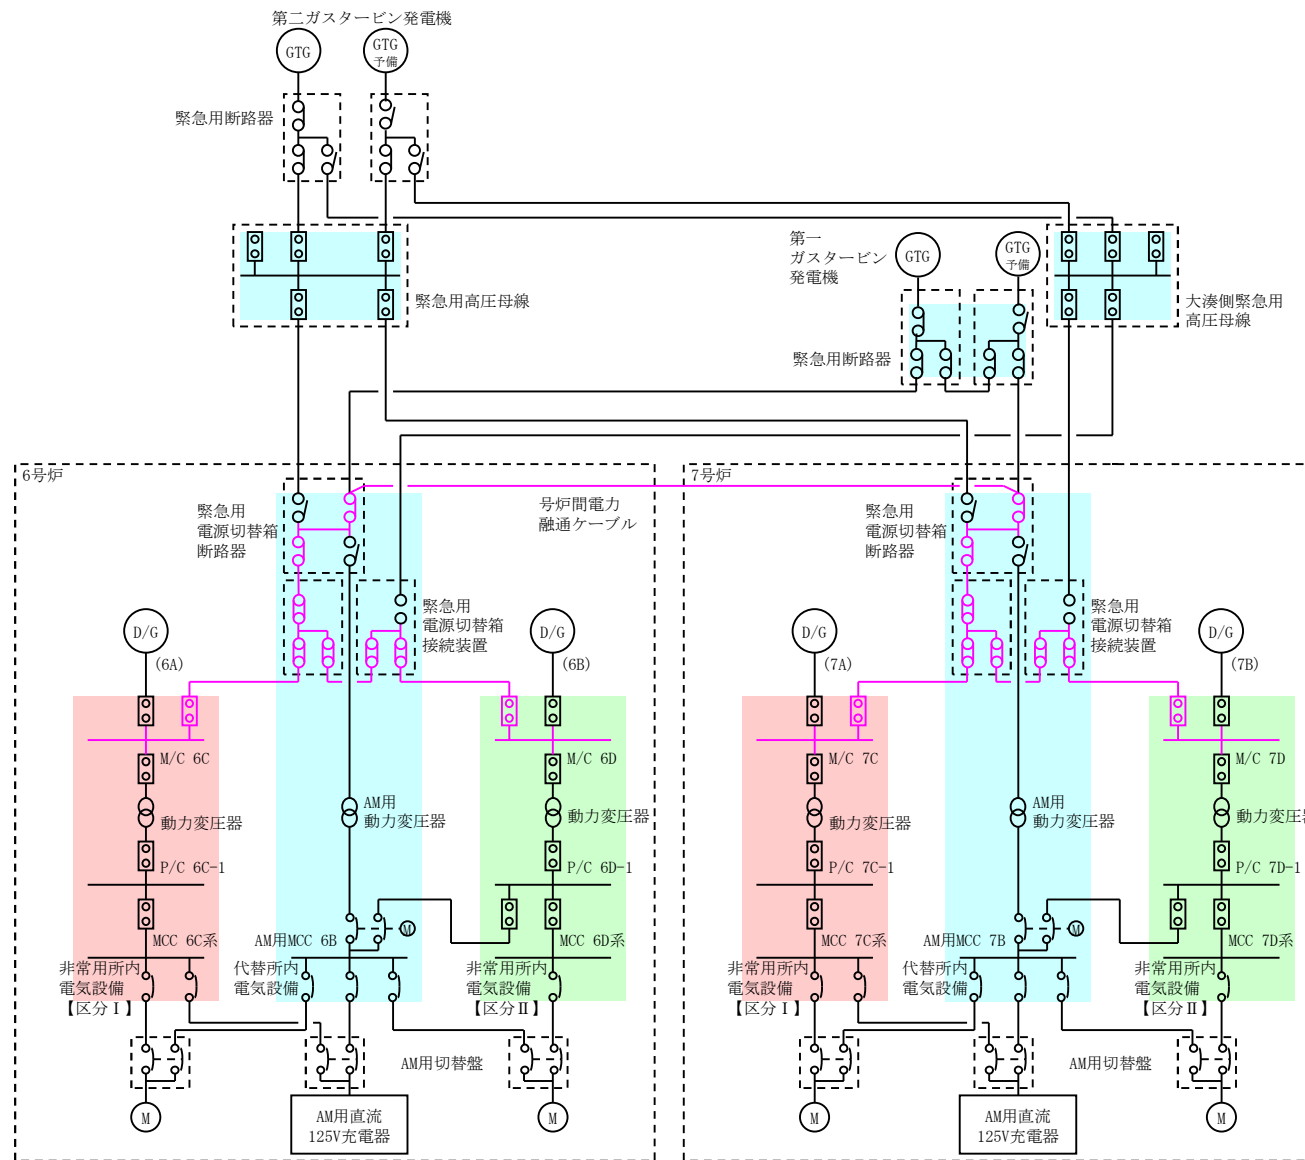 第二ガスタービン発電機
GTG
GTG
予備
緊急用断路器
緊急用高圧母線
第一
ガスタービン
発電機
GTG
GTG
予備
緊急用断路器
大湊側緊急用
高圧母線
6号炉
緊急用
電源切替箱
断路器
号炉間電力
融通ケーブル
緊急用
電源切替箱
接続装置
D/G
(6A)
D/G
(6B)
M/C 6C
動力変圧器
P/C 6C-1
MCC 6C系
非常用所内
電気設備
【区分Ⅰ】
AM用
動力変圧器
AM用MCC 6B
M
代替所内
電気設備
M/C 6D
動力変圧器
P/C 6D-1
MCC 6D系
非常用所内
電気設備
【区分Ⅱ】
AM用切替盤
M
AM用直流
125V充電器
M
7号炉
緊急用
電源切替箱
断路器
緊急用
電源切替箱
接続装置
D/G
(7A)
D/G
(7B)
M/C 7C
動力変圧器
P/C 7C-1
MCC 7C系
非常用所内
電気設備
【区分Ⅰ】
AM用
動力変圧器
AM用MCC 7B
M
代替所内
電気設備
M/C 7D
動力変圧器
P/C 7D-1
MCC 7D系
非常用所内
電気設備
【区分Ⅱ】
AM用切替盤
M
AM用直流
125V充電器
M